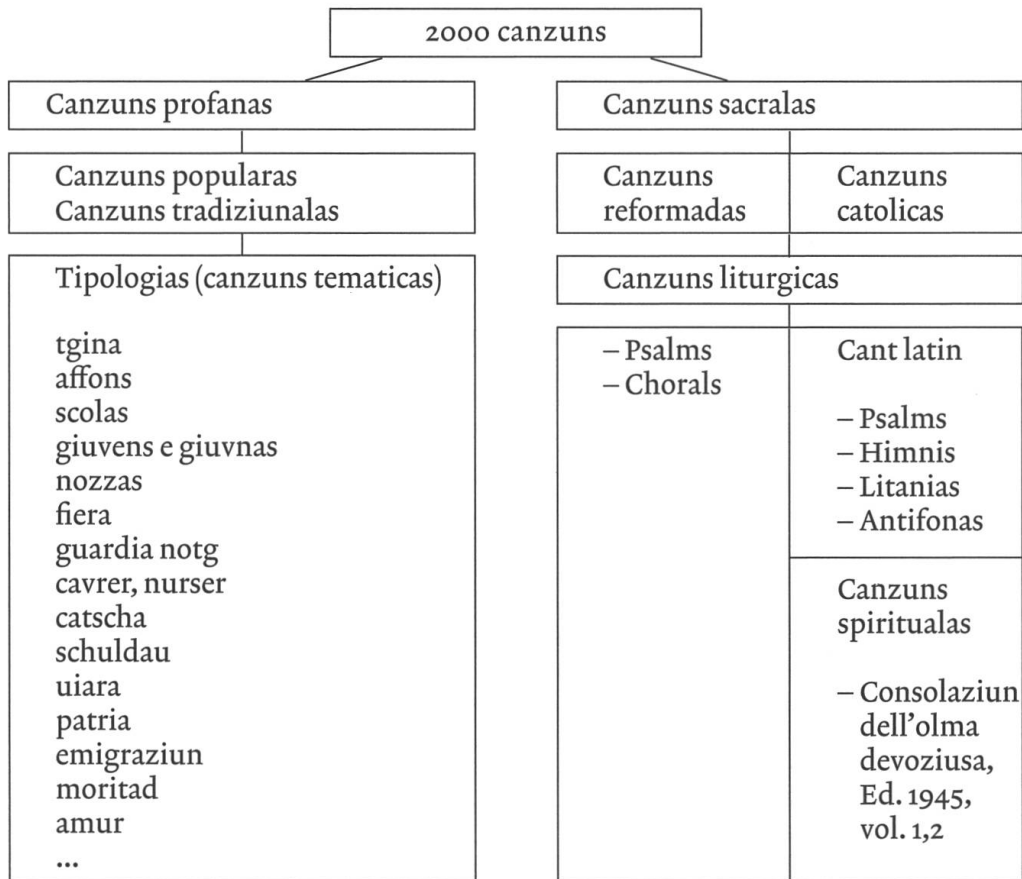 2000 canzuns
Canzuns profanas
Canzuns popularas
Canzuns tradiziunalas
Tipologias (canzuns tematicas)
tgina
affons
scolas
giuvens e giuvnas
nozzas
fiera
guardia notg
cavrer, nurser
catscha
schuldau
uiara
patria
emigraziun
moritad
amur
...
Canzuns sacralas
Canzuns
reformadas
Canzuns
catolicas
Canzuns liturgicas
– Psalms
– Chorals
Cant latin
– Psalms
– Himnis
– Litanias
– Antifonas
Canzuns
spiritualas
– Consolaziun
dell'olma
devoziusa,
Ed. 1945,
vol. 1,2